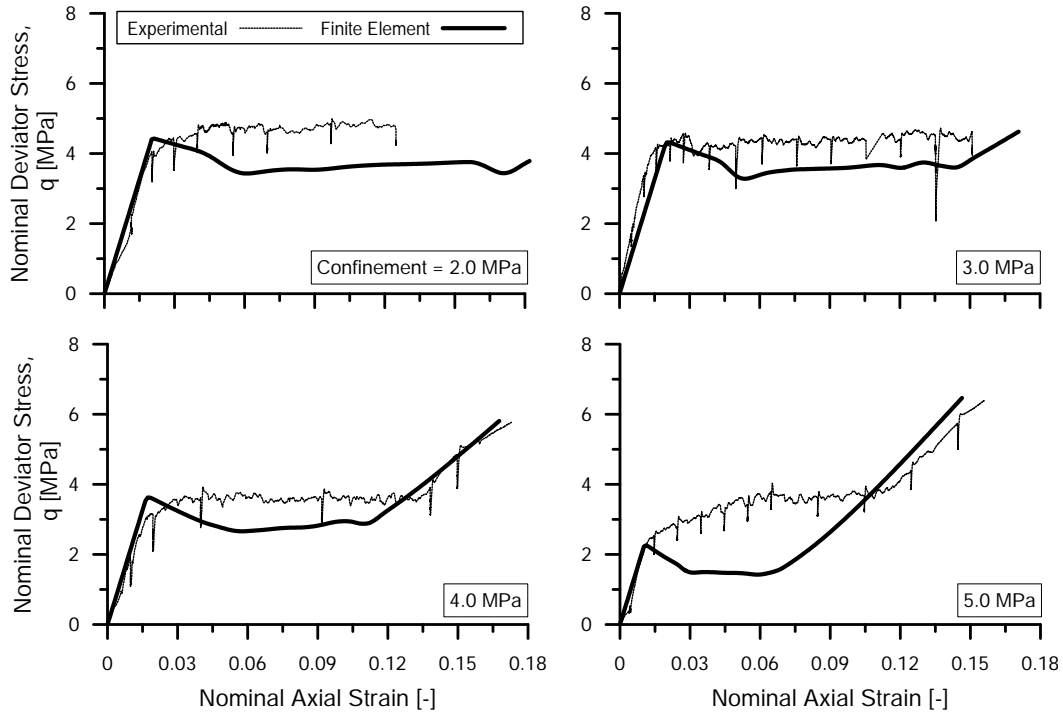 Experimental Finite Element
Nominal Deviator Stress,
q [MPa]
8
6
4
2
0
Confinement = 2.0 MPa
8
6
4
2
0
3.0 MPa
Nominal Deviator Stress,
q [MPa]
8
6
4
2
0
4.0 MPa
0 0.03 0.06 0.09 0.12 0.15 0.18
Nominal Axial Strain [-]
8
6
4
2
0
5.0 MPa
0 0.03 0.06 0.09 0.12 0.15 0.18
Nominal Axial Strain [-]